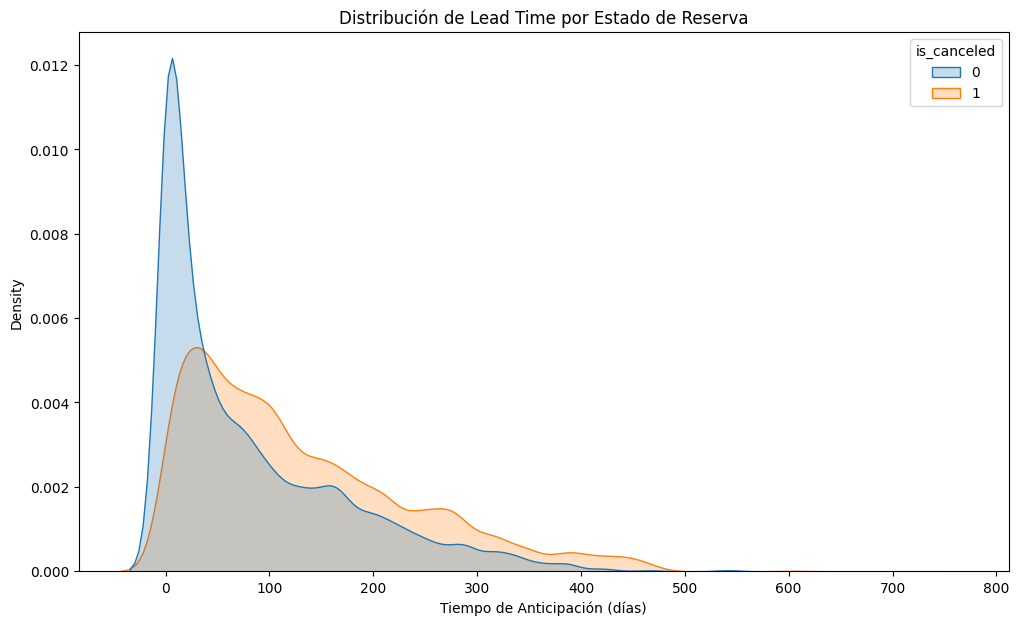 Distribución de Lead Time por Estado de Reserva
is_canceled
0
1
Density
0.012
0.010
0.008
0.006
0.004
0.002
0.000
0 100 200 300 400 500 600 700 800
Tiempo de Anticipación (días)